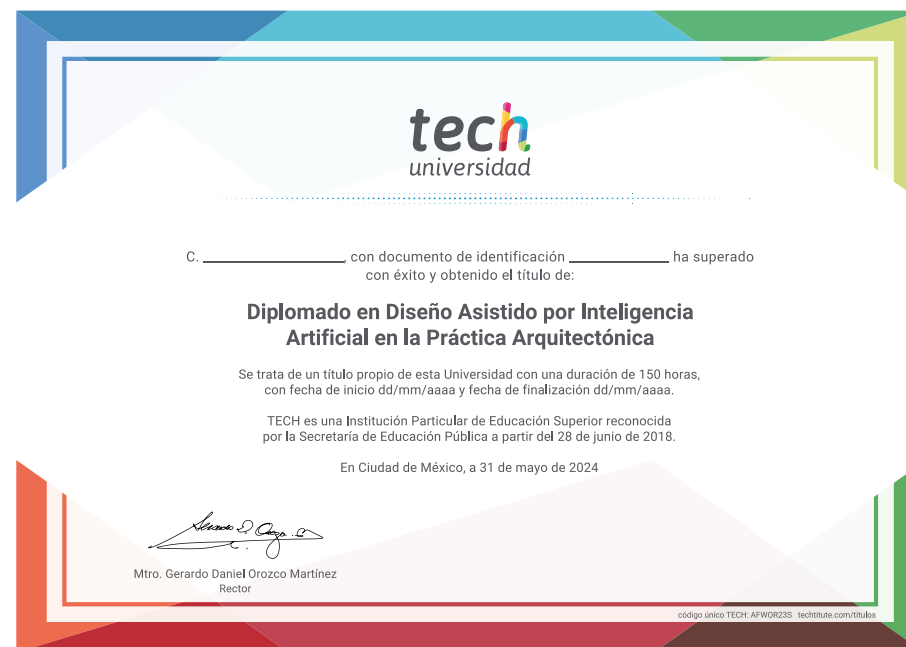 tech
universidad
C. ____________________, con documento de identificación ______________ ha superado
con éxito y obtenido el título de:
Diplomado en Diseño Asistido por Inteligencia
Artificial en la Práctica Arquitectónica
Se trata de un título propio de esta Universidad con una duración de 150 horas,
con fecha de inicio dd/mm/aaaa y fecha de finalización dd/mm/aaaa.
TECH es una Institución Particular de Educación Superior reconocida
por la Secretaría de Educación Pública a partir del 28 de junio de 2018.
En Ciudad de México, a 31 de mayo de 2024
Mtro. Gerardo Daniel Orozco Martínez
Rector
código único TECH: AFWOR23S techtitute.com/titulos